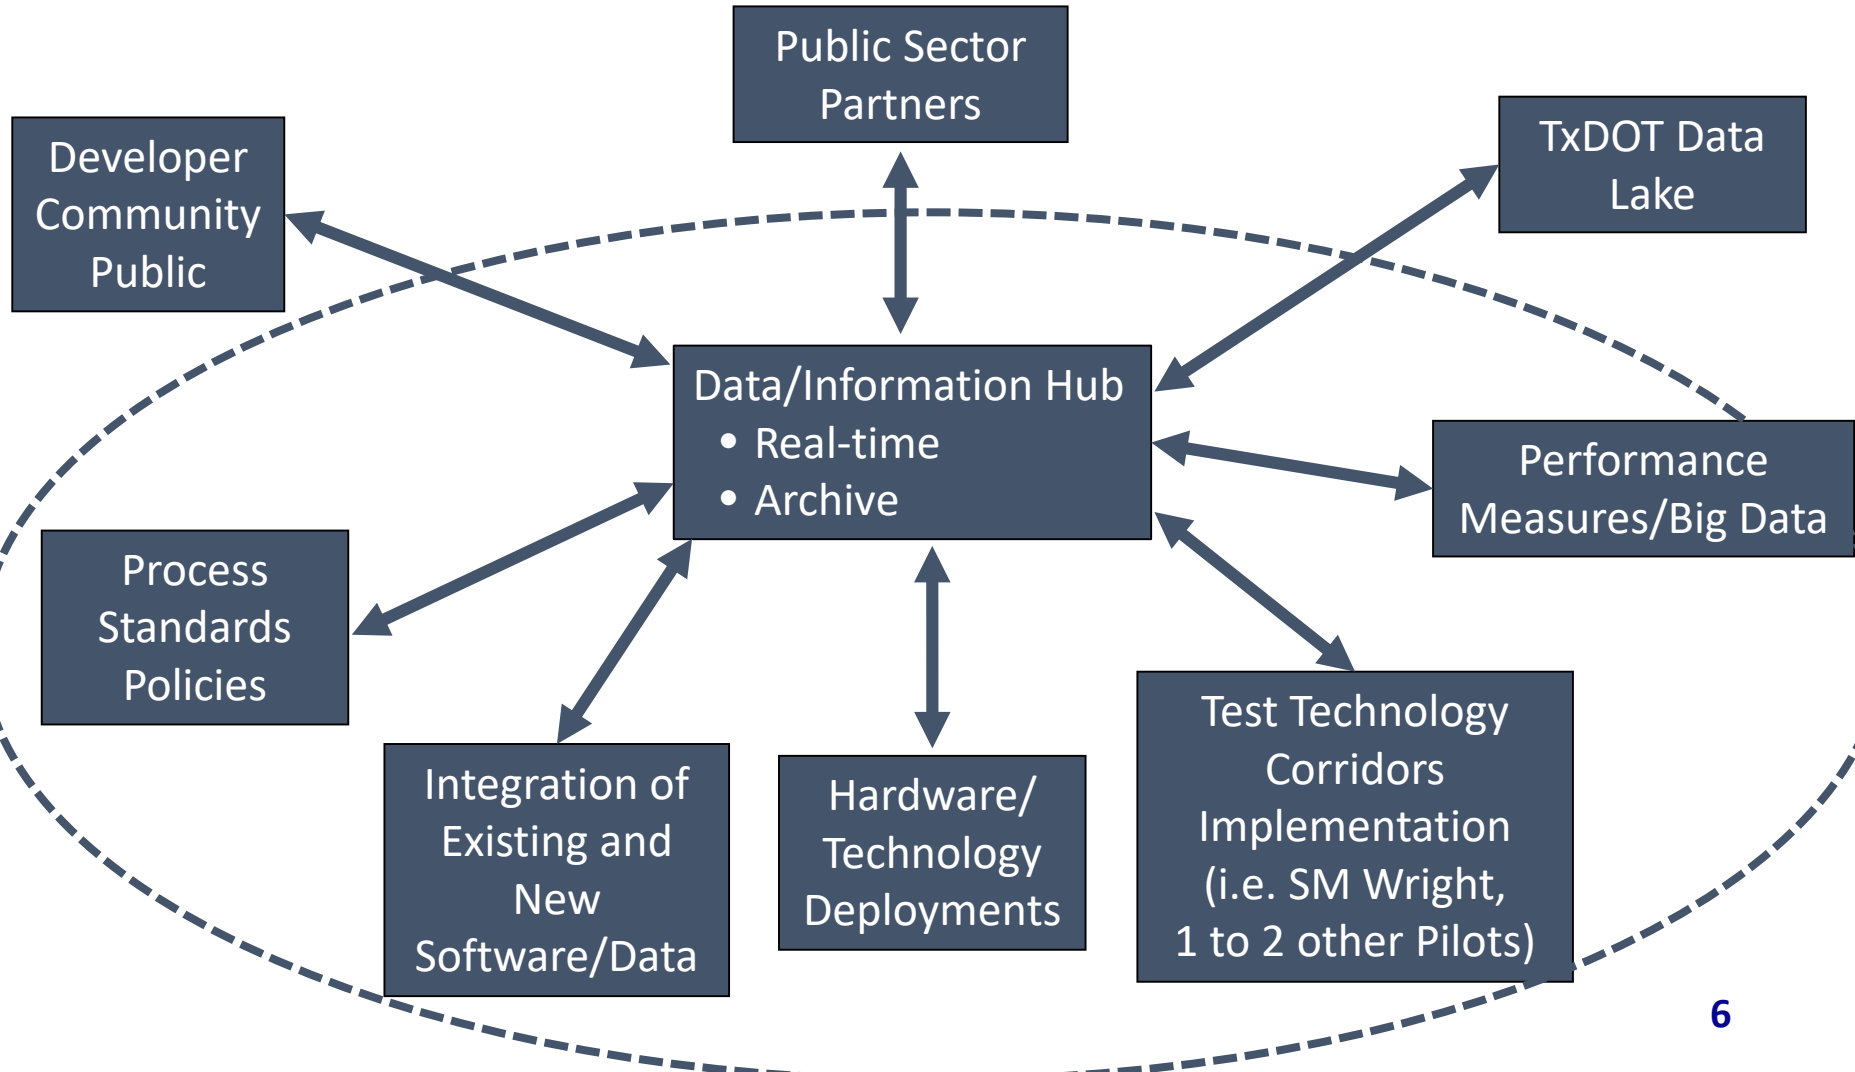 Public Sector
Partners
Developer
Community
Public
TxDOT Data
Lake
Data/Information Hub
• Real-time
• Archive
Performance
Measures/Big Data
Process
Standards
Policies
Integration of
Existing and
New
Software/Data
Hardware/
Technology
Deployments
Test Technology
Corridors
Implementation
(i.e. SM Wright,
1 to 2 other Pilots)
6